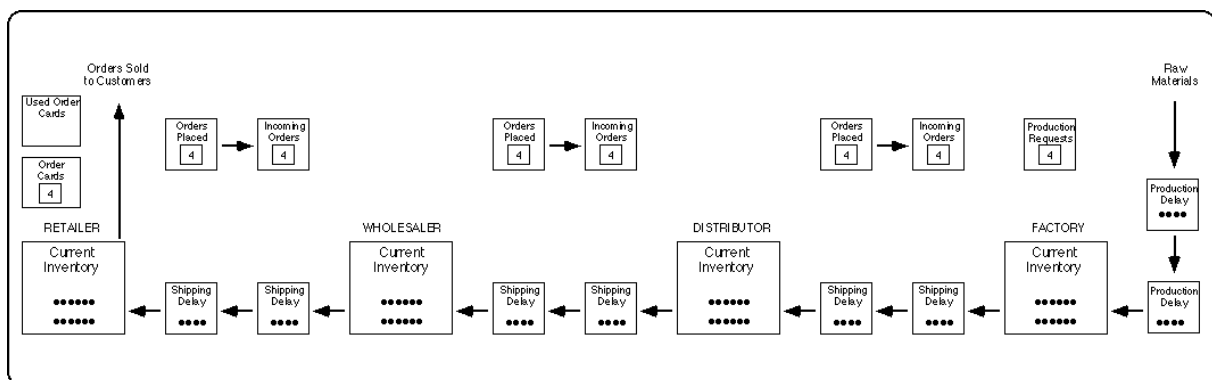 Orders Sold
to Customers
Raw
Materials
Used Order
Cards
Orders
Placed
4
Incoming
Orders
4
Orders
Placed
4
Incoming
Orders
4
Orders
Placed
4
Incoming
Orders
4
Production
Requests
4
Order
Cards
4
Production
Delay
RETAILER
WHOLESALER
DISTRIBUTOR
FACTORY
Current
Inventory
Current
Inventory
Current
Inventory
Current
Inventory
Shipping
Delay
Shipping
Delay
Shipping
Delay
Shipping
Delay
Shipping
Delay
Shipping
Delay
Production
Delay